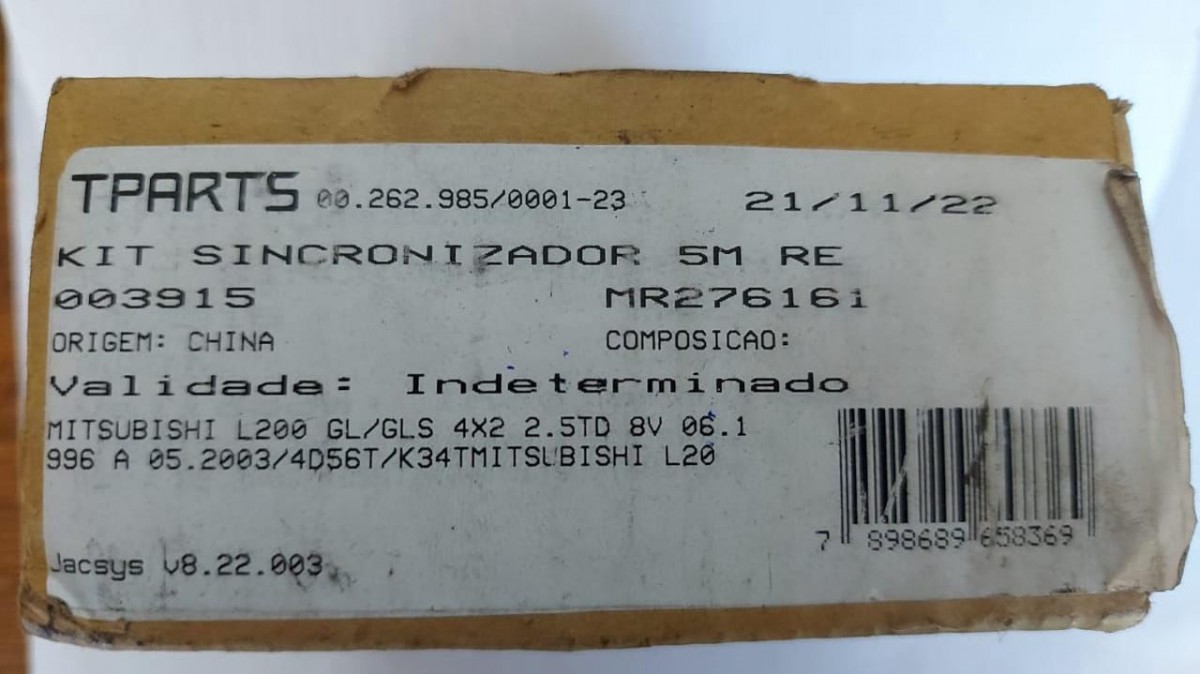 TPARTS 00.262.985/0001-23 21/11/22
KIT SINCRONIZADOR 5M RE
003915 MR276161
ORIGEM: CHINA COMPOSICAO:
Validade: Indeterminado
MITSUBISHI L200 GL/GLS 4X2 2.5TD 8V 06.1
996 A 05.2003/4D56T/K34TMITSUBISHI L20
7 898689 658369
Jacsys v8.22.003